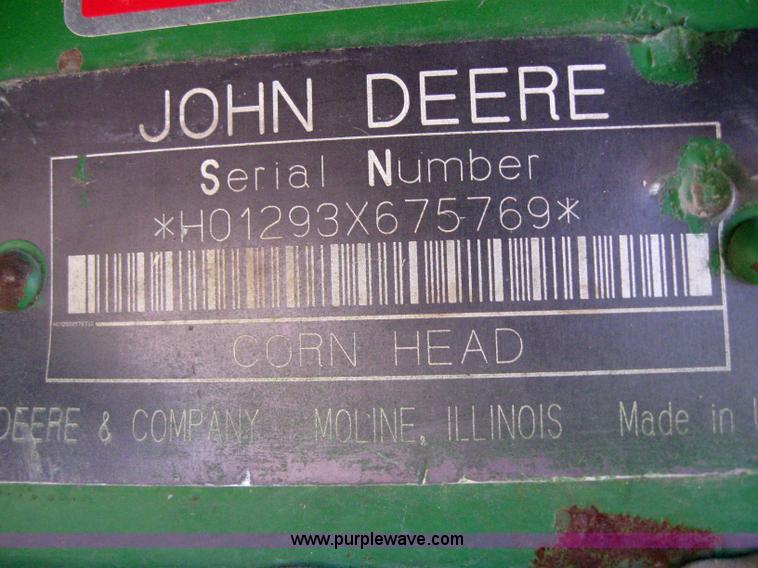 JOHN DEERE
Serial Number
*H01293X675769*
CORN HEAD
DEERE & COMPANY MOLINE, ILLINOIS Made in
www.purplewave.com